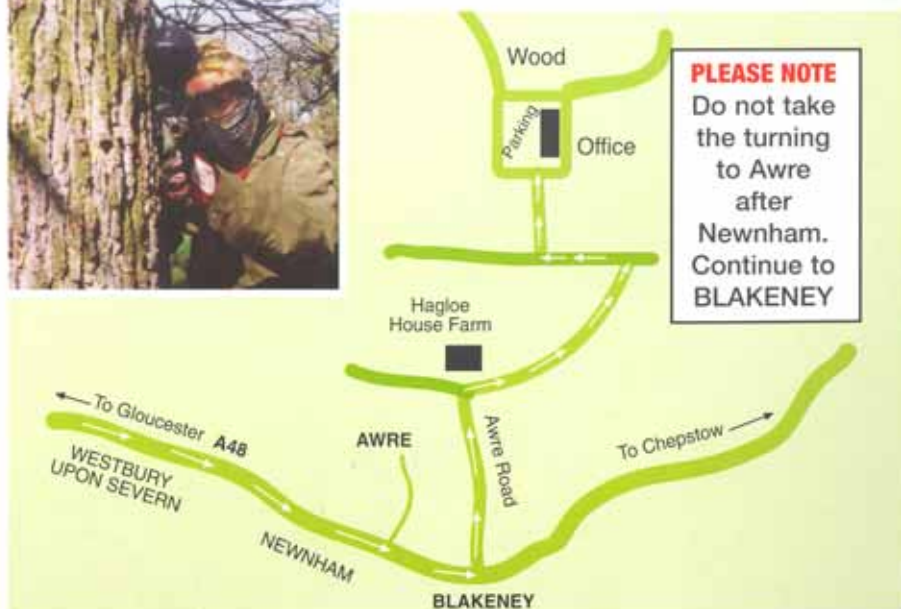 Wood
Parking
Office
PLEASE NOTE
Do not take
the turning
to Awre
after
Newnham.
Continue to
BLAKENEY
Hagloe
House Farm
To Gloucester A48
WESTBURY
UPON SEVERN
AWRE
Awre Road
To Chepstow
NEWNHAM
BLAKENEY